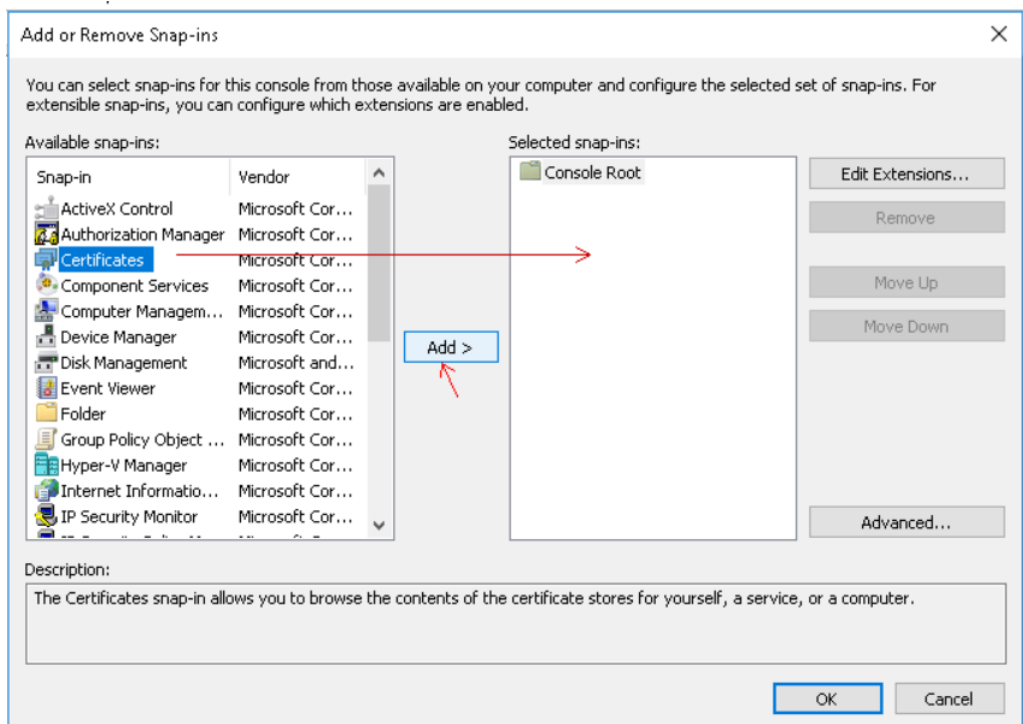 Add or Remove Snap-ins
You can select snap-ins for this console from those available on your computer and configure the selected set of snap-ins. For
extensible snap-ins, you can configure which extensions are enabled.
Available snap-ins:
Selected snap-ins:
Snap-in Vendor
ActiveX Control Microsoft Cor...
Authorization Manager Microsoft Cor...
Certificates Microsoft Cor...
Component Services Microsoft Cor...
Computer Managem... Microsoft Cor...
Device Manager Microsoft Cor...
Disk Management Microsoft and...
Event Viewer Microsoft Cor...
Folder Microsoft Cor...
Group Policy Object ... Microsoft Cor...
Hyper-V Manager Microsoft Cor...
Internet Informatio... Microsoft Cor...
IP Security Monitor Microsoft Cor...
Add >
Console Root
Edit Extensions...
Remove
Move Up
Move Down
Advanced...
Description:
The Certificates snap-in allows you to browse the contents of the certificate stores for yourself, a service, or a computer.
OK
Cancel